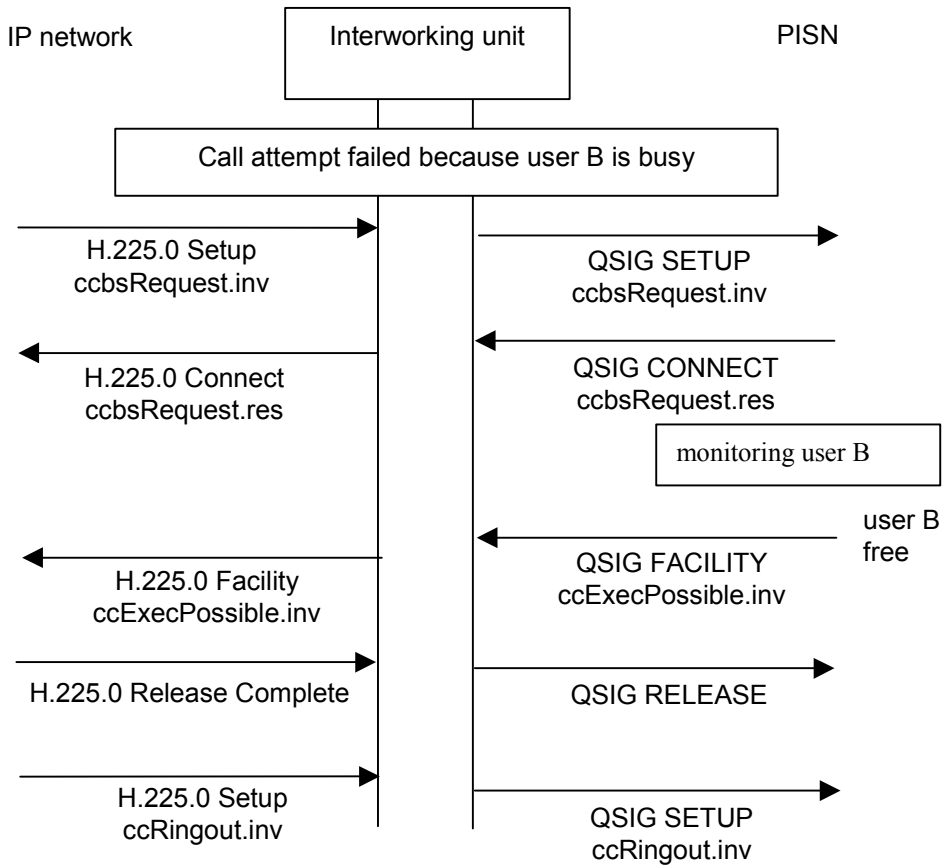 IP network
Interworking unit
PISN
Call attempt failed because user B is busy
H.225.0 Setup
ccbsRequest.inv
QSIG SETUP
ccbsRequest.inv
H.225.0 Connect
ccbsRequest.res
QSIG CONNECT
ccbsRequest.res
monitoring user B
user B
free
H.225.0 Facility
ccExecPossible.inv
QSIG FACILITY
ccExecPossible.inv
H.225.0 Release Complete
QSIG RELEASE
H.225.0 Setup
ccRingout.inv
QSIG SETUP
ccRingout.inv